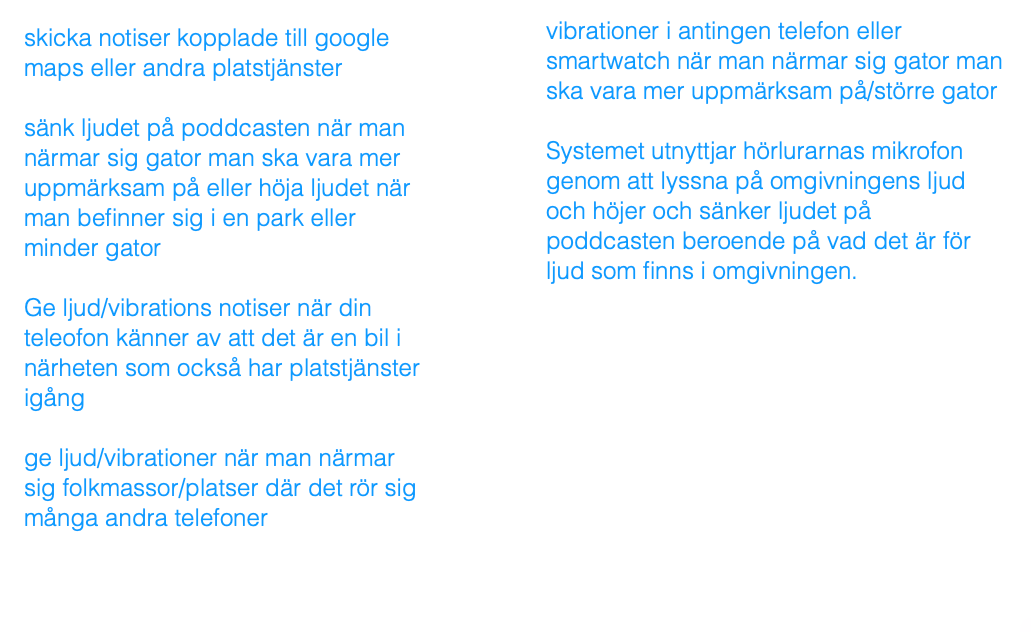 skicka notiser kopplade till google
maps eller andra platstjänster
sänk ljudet på poddcasten när man
närmar sig gator man ska vara mer
uppmärksam på eller höja ljudet när
man befinner sig i en park eller
minder gator
Ge ljud/vibrations notiser när din
teleofon känner av att det är en bil i
närheten som också har platstjänster
igång
ge ljud/vibrationer när man närmar
sig folkmassor/platser där det rör sig
många andra telefoner
vibrationer i antingen telefon eller
smartwatch när man närmar sig gator man
ska vara mer uppmärksam på/större gator
Systemet utnyttjar hörlurarnas mikrofon
genom att lyssna på omgivningens ljud
och höjer och sänker ljudet på
poddcasten beroende på vad det är för
ljud som finns i omgivningen.